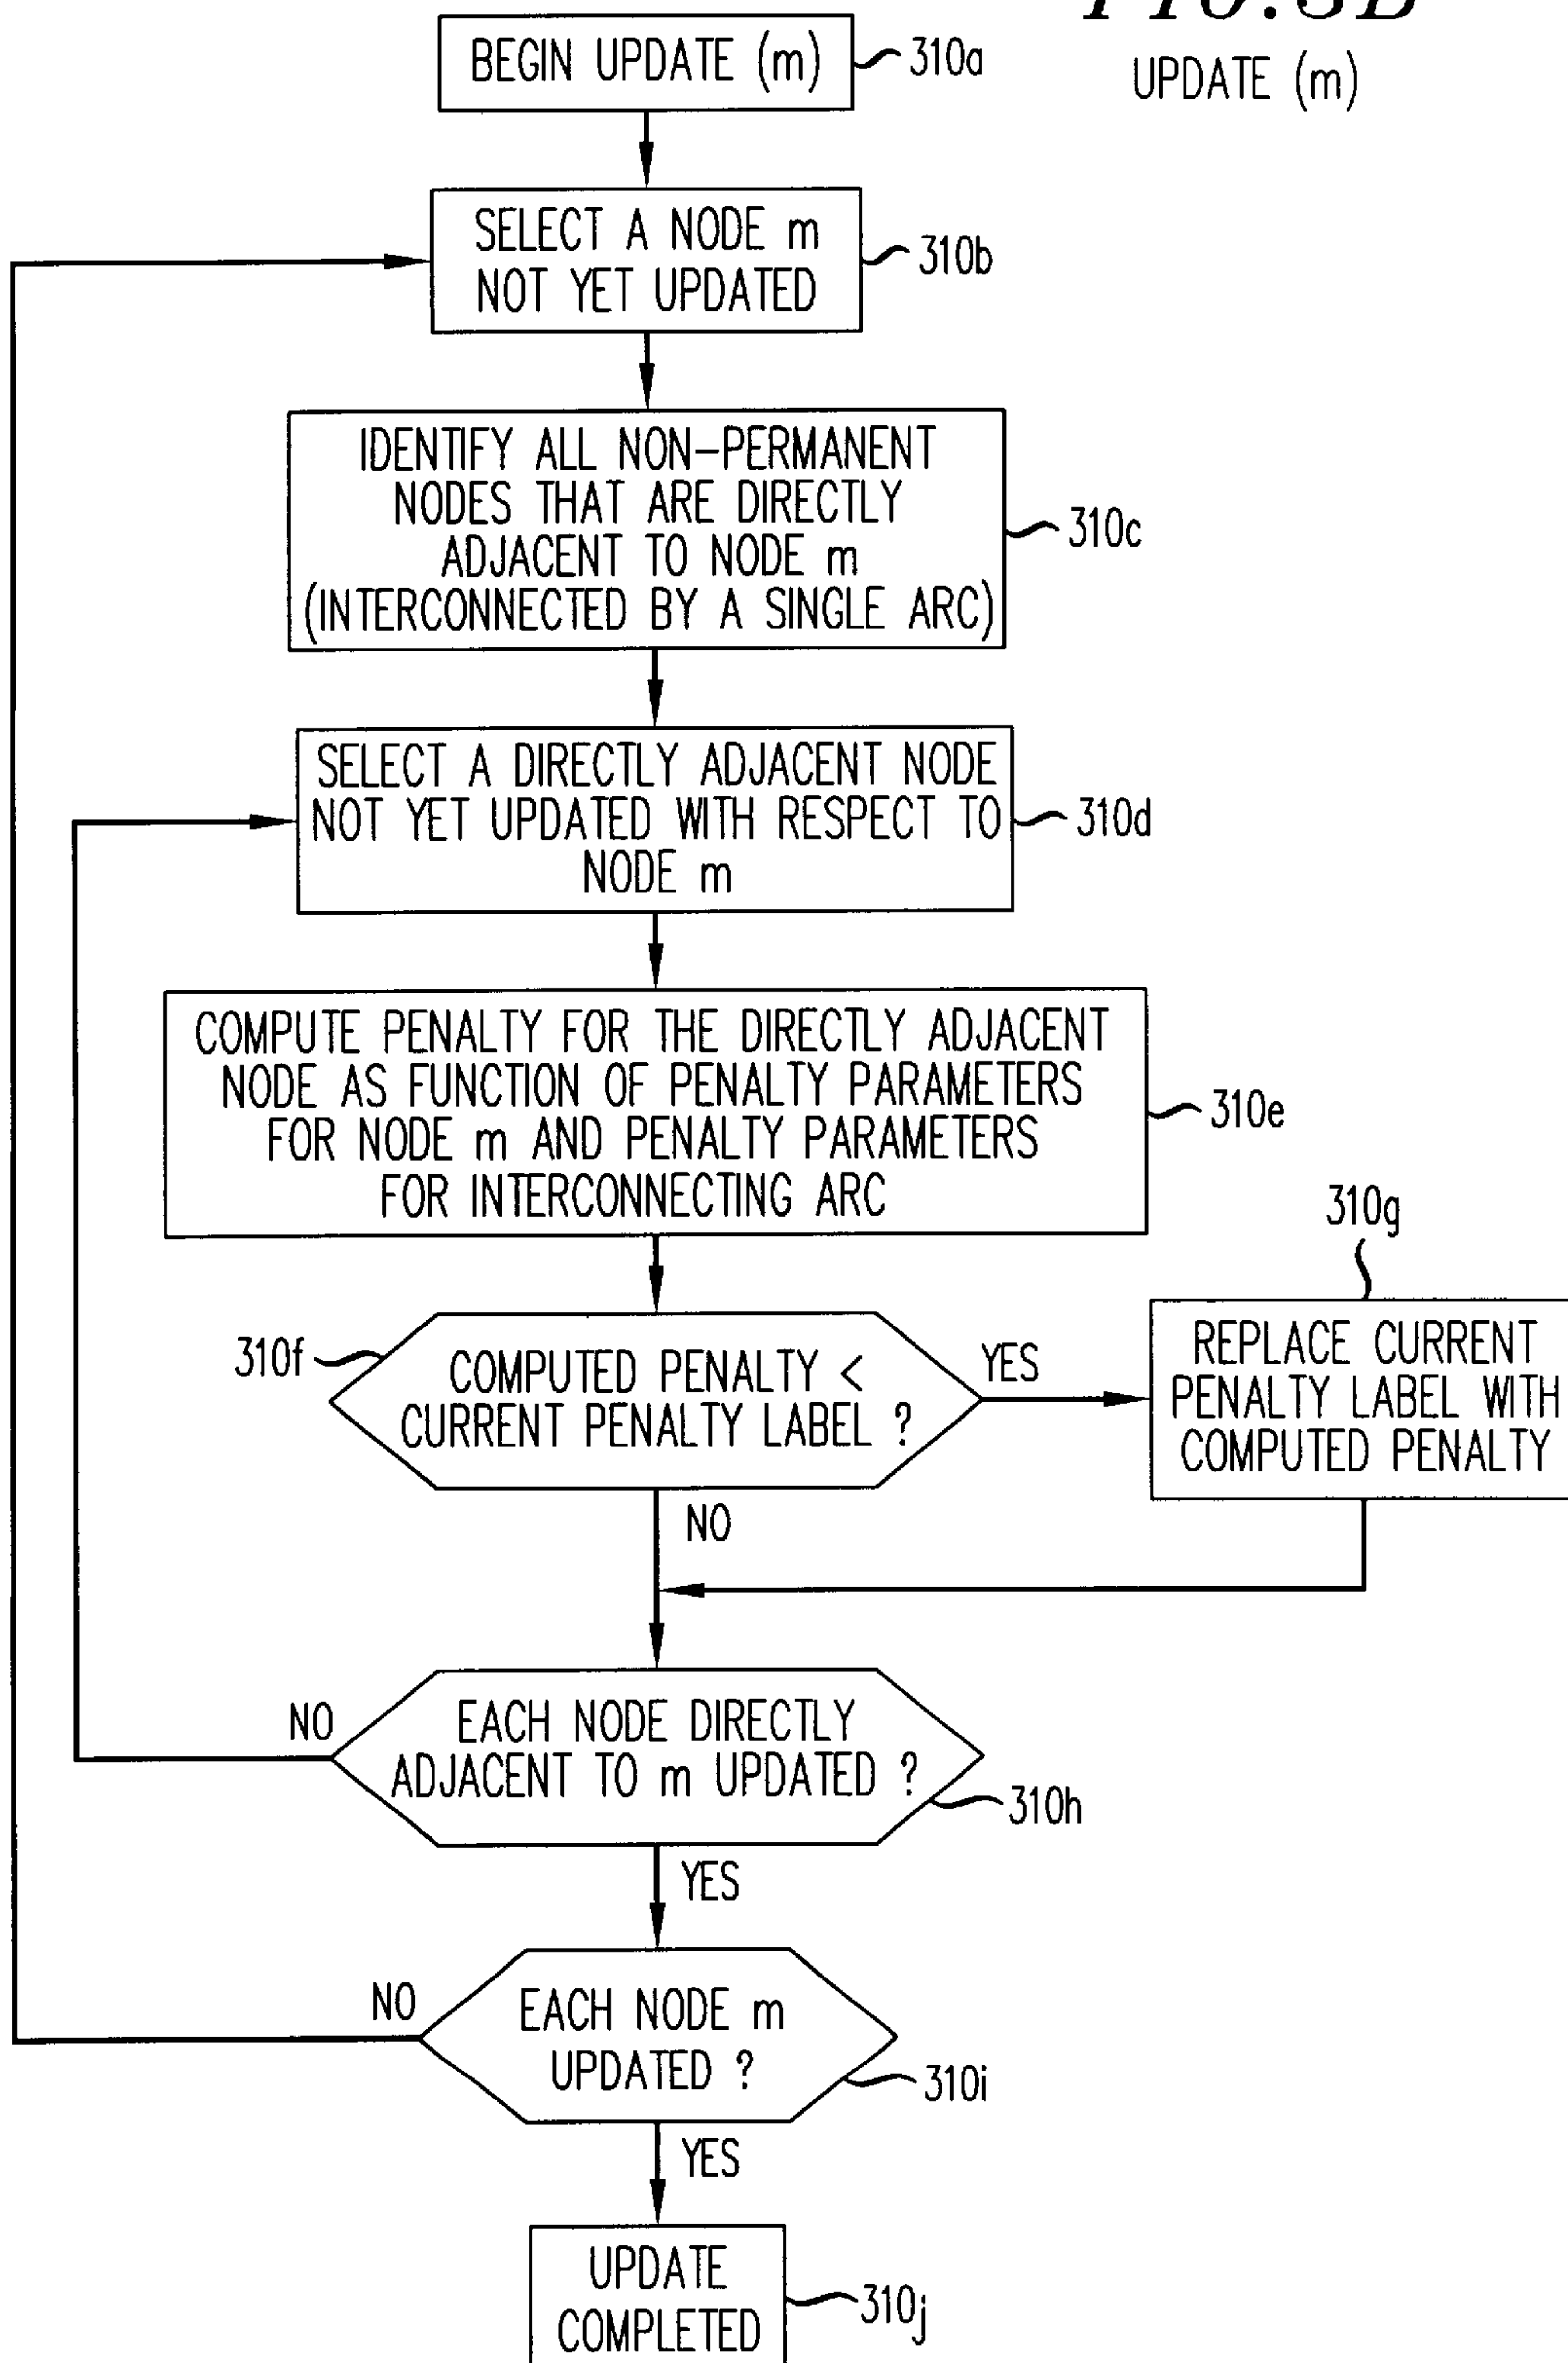 UPDATE (m)
BEGIN UPDATE (m)
310a
SELECT A NODE m
NOT YET UPDATED
310b
IDENTIFY ALL NON-PERMANENT
NODES THAT ARE DIRECTLY
ADJACENT TO NODE m
(INTERCONNECTED BY A SINGLE ARC)
310c
SELECT A DIRECTLY ADJACENT NODE
NOT YET UPDATED WITH RESPECT TO
NODE m
310d
COMPUTE PENALTY FOR THE DIRECTLY ADJACENT
NODE AS FUNCTION OF PENALTY PARAMETERS
FOR NODE m AND PENALTY PARAMETERS
FOR INTERCONNECTING ARC
310e
310f
COMPUTED PENALTY <
CURRENT PENALTY LABEL ?
YES
NO
310g
REPLACE CURRENT
PENALTY LABEL WITH
COMPUTED PENALTY
EACH NODE DIRECTLY
ADJACENT TO m UPDATED ?
NO
310h
YES
EACH NODE m
UPDATED ?
NO
310i
YES
UPDATE
COMPLETED
310j